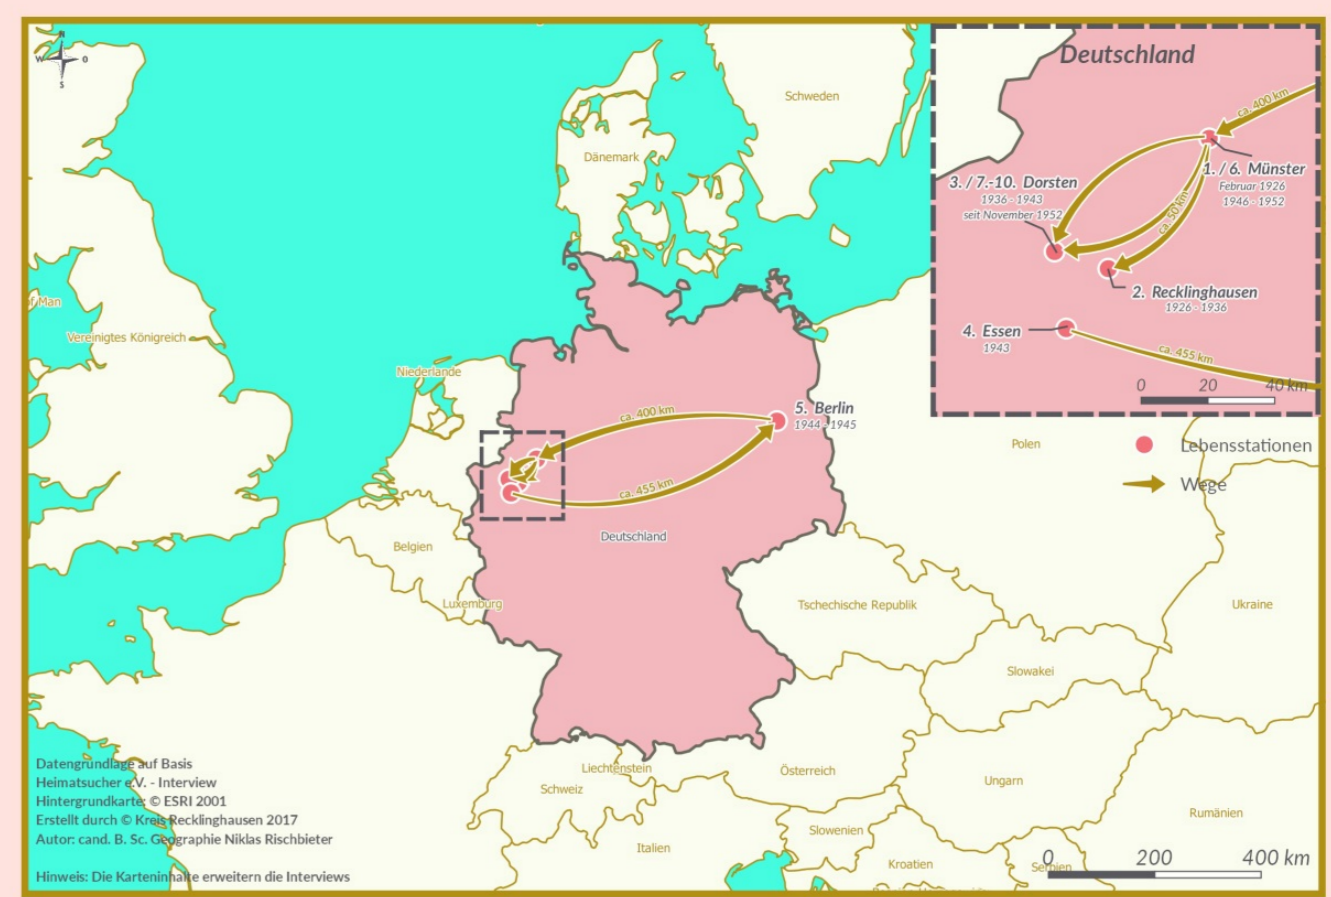 N
W
O
S
Schweden
Dänemark
f Man
Vereinigtes Königreich
Niederlande
ca. 400 km
5. Berlin
1944 - 1945
ca. 455 km
Belgien
Deutschland
Luxemburg
Polen
Tschechische Republik
Ukraine
Slowakei
Liechtenstein
Schweiz
Österreich
Ungarn
Rumänien
Slowenien
Italien
Kroatien
Serbien
Deutschland
ca. 400 km
1. / 6. Münster
Februar 1926
1946 - 1952
3. / 7.-10. Dorsten
1936 - 1943
seit November 1952
ca. 50 km
2. Recklinghausen
1926 - 1936
4. Essen
1943
ca. 455 km
0 20 40 km
Lebensstationen
Wege
Datengrundlage auf Basis
Heimatsucher e.V. - Interview
Hintergrundkarte: © ESRI 2001
Erstellt durch © Kreis Recklinghausen 2017
Autor: cand. B. Sc. Geographie Niklas Rischbieter
Hinweis: Die Karteninhalte erweitern die Interviews
0 200 400 km